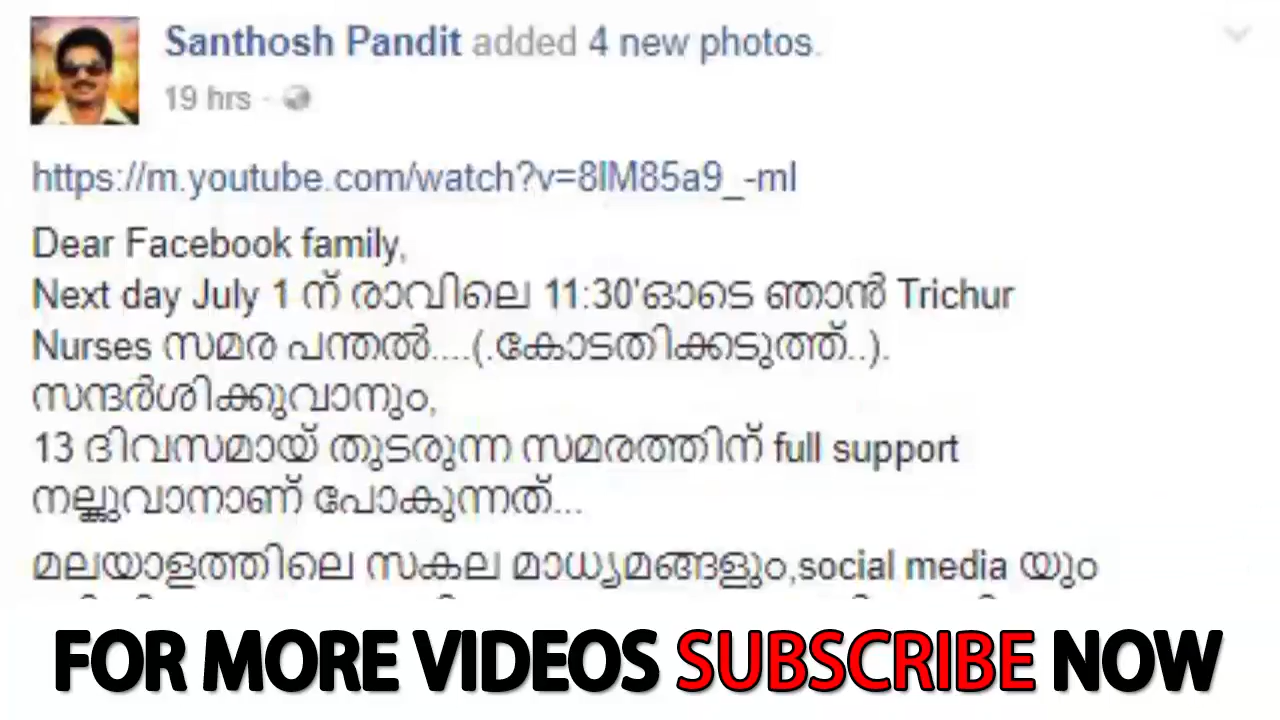 Santhosh Pandit added 4 new photos.
19 hrs ·
https://m.youtube.com/watch?v=8lM85a9_-mI
Dear Facebook family,
Next day July 1 ന് രാവിലെ 11:30'ഓടെ ഞാൻ Trichur
Nurses സമര പന്തൽ....(.കോടതിക്കടുത്ത്..).
സന്ദർശിക്കുവാനും,
13 ദിവസമായ് തുടരുന്ന സമരത്തിന് full support
നല്കുവാനാണ് പോകുന്നത്...
മലയാളത്തിലെ സകല മാധ്യമങ്ങളും,social media യും
FOR MORE VIDEOS SUBSCRIBE NOW